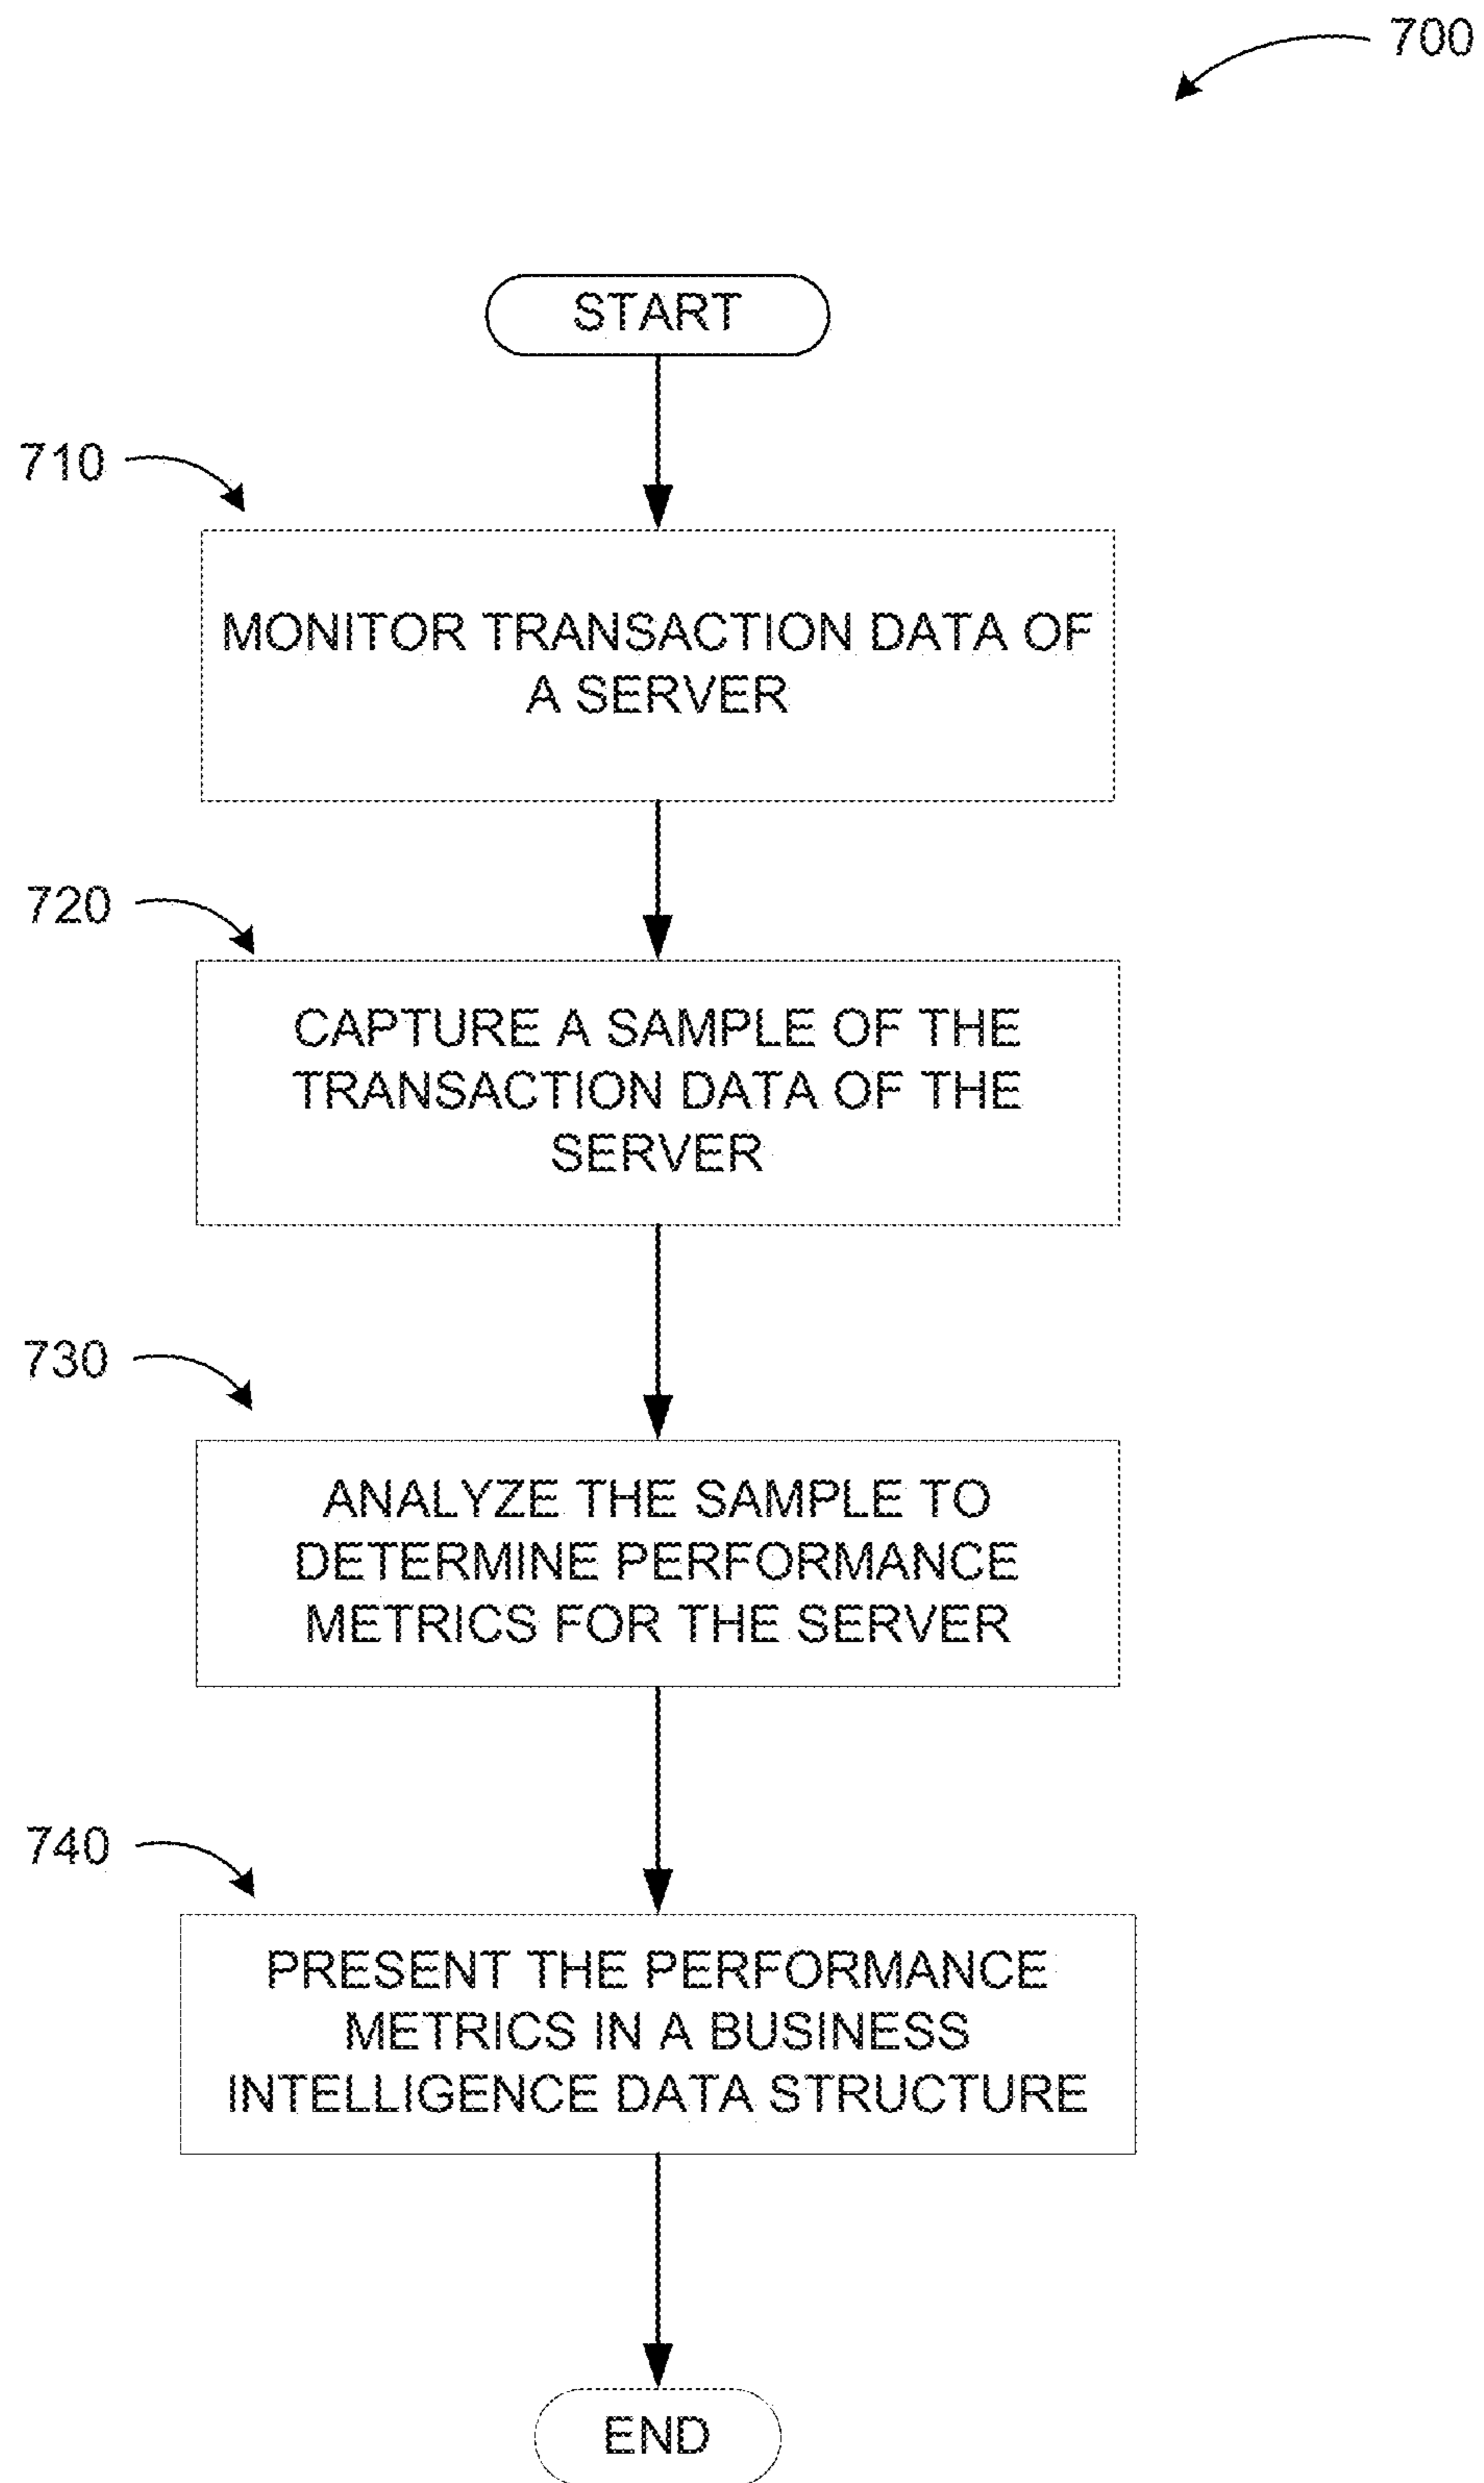 700
START
710
MONITOR TRANSACTION DATA OF
A SERVER
720
CAPTURE A SAMPLE OF THE
TRANSACTION DATA OF THE
SERVER
730
ANALYZE THE SAMPLE TO
DETERMINE PERFORMANCE
METRICS FOR THE SERVER
740
PRESENT THE PERFORMANCE
METRICS IN A BUSINESS
INTELLIGENCE DATA STRUCTURE
END